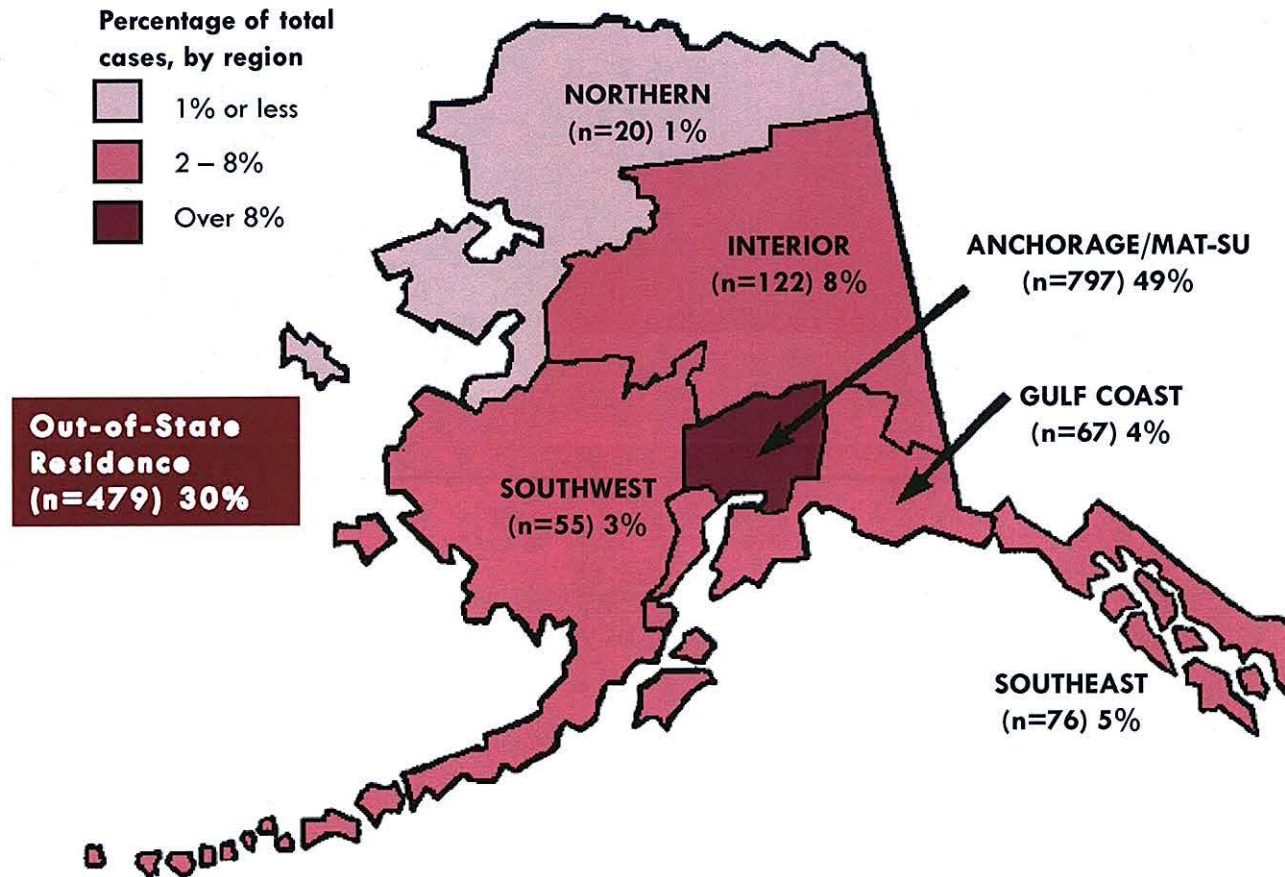 Percentage of total
cases, by region
1% or less
2 – 8%
Over 8%
NORTHERN
(n=20) 1%
INTERIOR
(n=122) 8%
ANCHORAGE/MAT-SU
(n=797) 49%
GULF COAST
(n=67) 4%
Out-of-State
Residence
(n=479) 30%
SOUTHWEST
(n=55) 3%
SOUTHEAST
(n=76) 5%